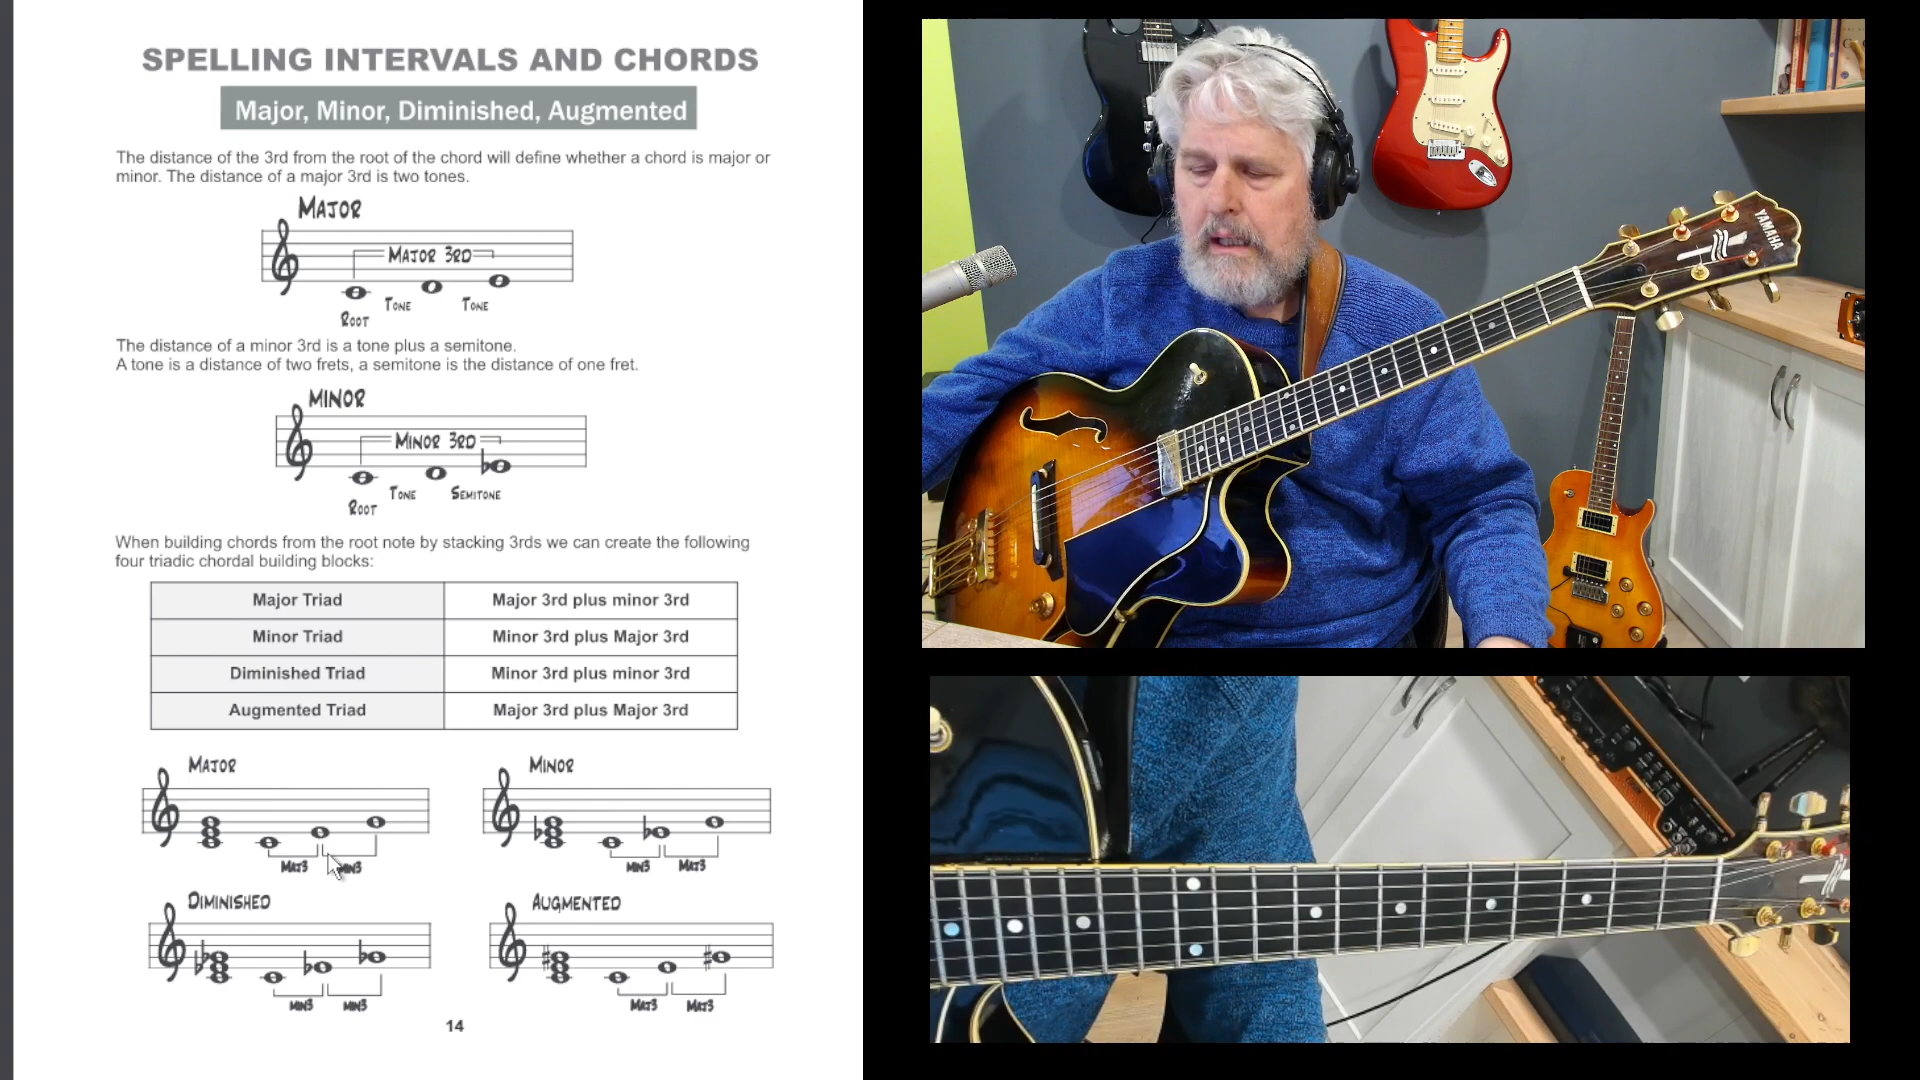 SPELLING INTERVALS AND CHORDS
Major, Minor, Diminished, Augmented
The distance of the 3rd from the root of the chord will define whether a chord is major or
minor. The distance of a major 3rd is two tones.
MAJOR
MAJOR 3RD
TONE TONE
ROOT
The distance of a minor 3rd is a tone plus a semitone.
A tone is a distance of two frets, a semitone is the distance of one fret.
MINOR
MINOR 3RD
TONE SEMITONE
ROOT
When building chords from the root note by stacking 3rds we can create the following
four triadic chordal building blocks:
Major Triad Major 3rd plus minor 3rd
Minor Triad Minor 3rd plus Major 3rd
Diminished Triad Minor 3rd plus minor 3rd
Augmented Triad Major 3rd plus Major 3rd
MAJOR MINOR
MAJ3 MIN3 MIN3 MAJ3
DIMINISHED AUGMENTED
MIN3 MIN3 MAJ3 MAJ3
14
YAMAHA